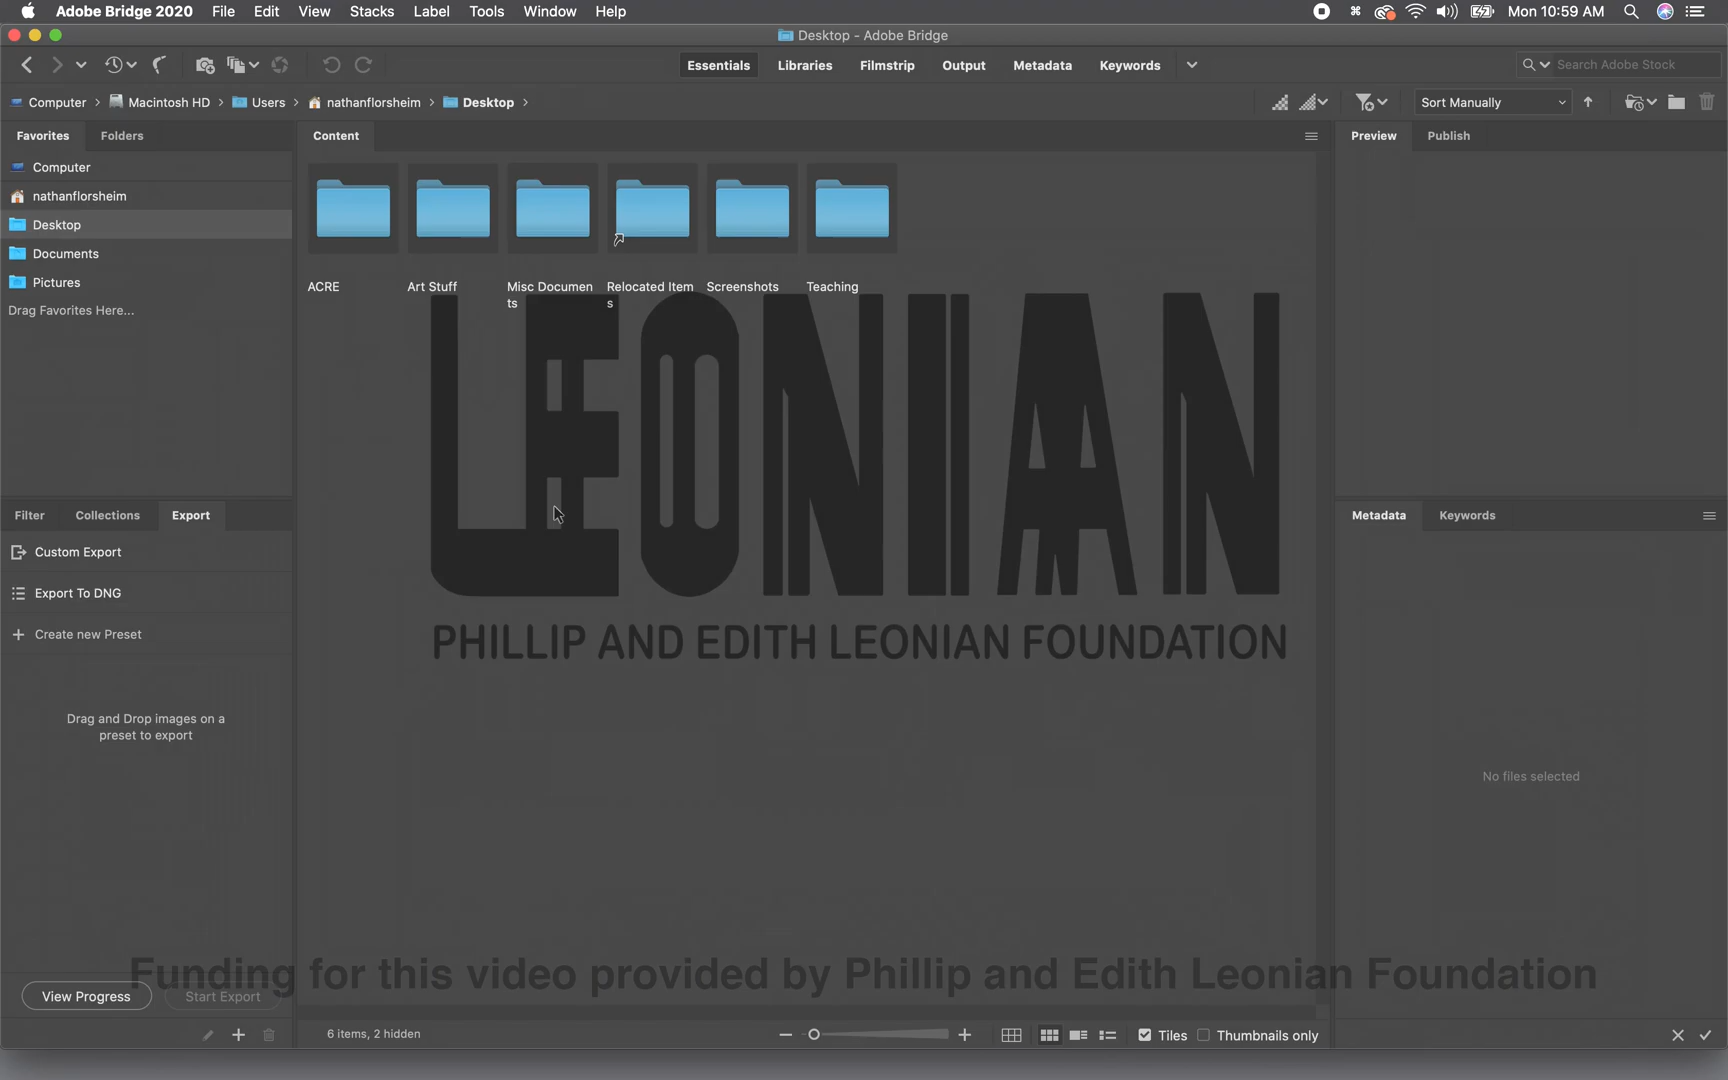 Adobe Bridge 2020 File Edit View Stacks Label Tools Window Help Mon 10:59 AM
Desktop - Adobe Bridge
Essentials Libraries Filmstrip Output Metadata Keywords Search Adobe Stock
Computer Macintosh HD Users nathanflorsheim Desktop Sort Manually
Favorites Folders
Computer
nathanflorsheim
Desktop
Documents
Pictures
Drag Favorites Here...
Content
ACRE
Art Stuff
Misc Documen
ts
Relocated Item
s
Screenshots
Teaching
LEONIAN
PHILLIP AND EDITH LEONIAN FOUNDATION
Preview Publish
Filter Collections Export
Custom Export
Export To DNG
Create new Preset
Drag and Drop images on a
preset to export
Metadata Keywords
No files selected
Funding for this video provided by Phillip and Edith Leonian Foundation
View Progress Start Export
6 items, 2 hidden
Tiles Thumbnails only